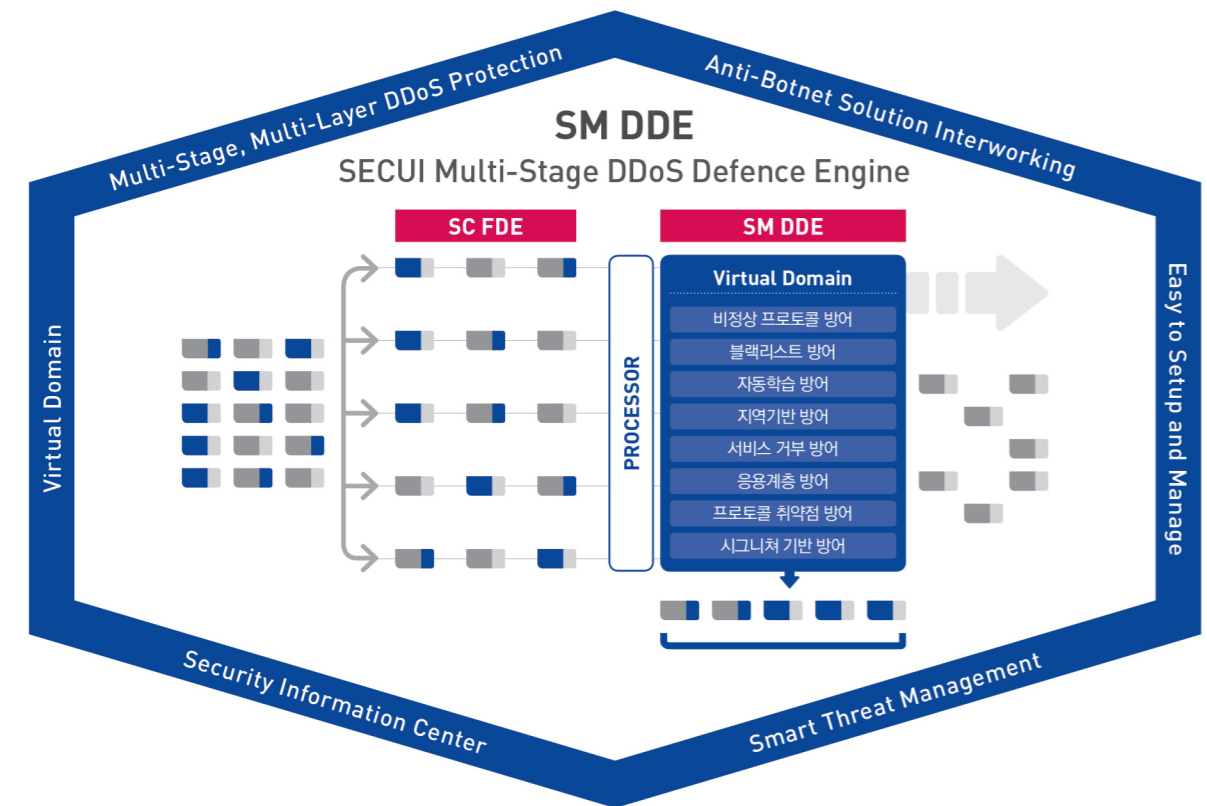 Multi-Stage, Multi-Layer DDoS Protection
Anti-Botnet Solution Interworking
SM DDE
SECUI Multi-Stage DDoS Defence Engine
SC FDE
SM DDE
Virtual Domain
PROCESSOR
Virtual Domain
비정상 프로토콜 방어
블랙리스트 방어
자동학습 방어
지역기반 방어
서비스 거부 방어
응용계층 방어
프로토콜 취약점 방어
시그니쳐 기반 방어
Easy to Setup and Manage
Security Information Center
Smart Threat Management